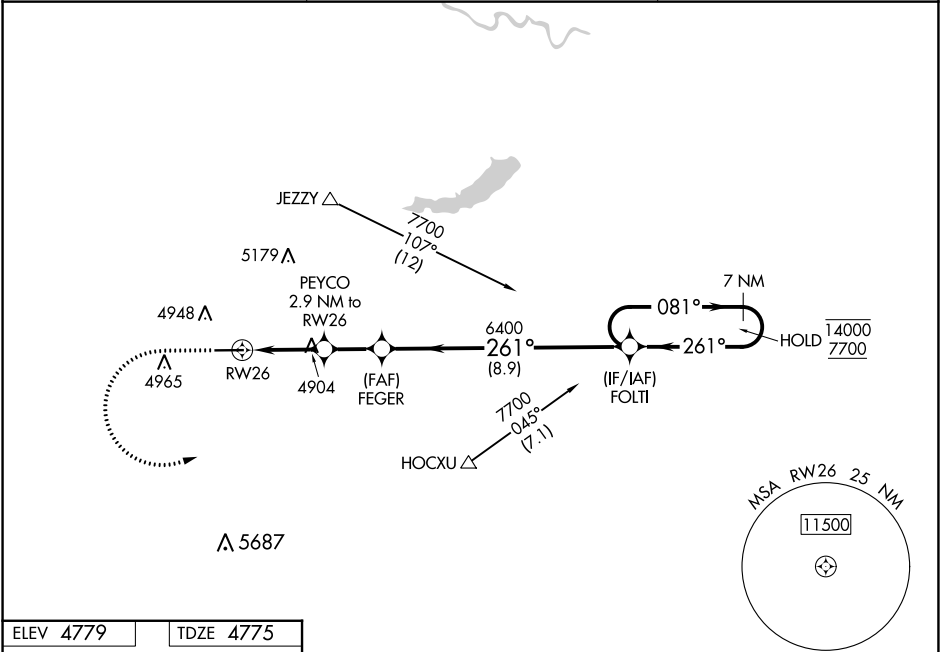 JEZZY
7700
107°
(12)
5179
PEYCO
2.9 NM to
RW26
4948
7 NM
081°
HOLD
14000
7700
6400
261°
(8.9)
261°
RW26
4965
4904
(FAF)
FEGER
(IF/IAF)
FOLTI
7700
045°
(7.1)
HOCXU
MSA RW26 25 NM
11500
5687
ELEV 4779
TDZE 4775